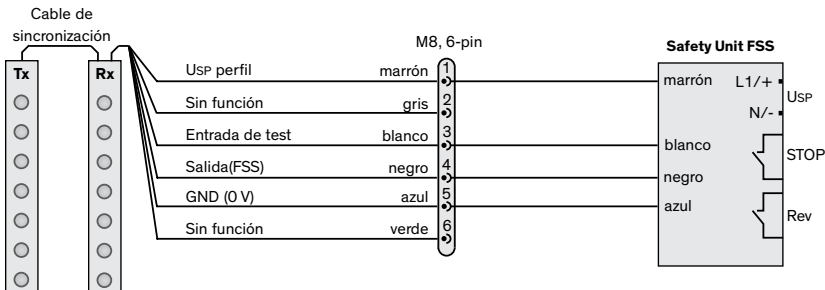 Cable de
sincronización
M8, 6-pin
Safety Unit FSS
Tx
Rx
USP perfil
marrón
1
marrón
L1/+
USP
Sin función
gris
2
N/-
Entrada de test
blanco
3
blanco
STOP
Salida(FSS)
negro
4
negro
GND (0 V)
azul
5
azul
Rev
Sin función
verde
6